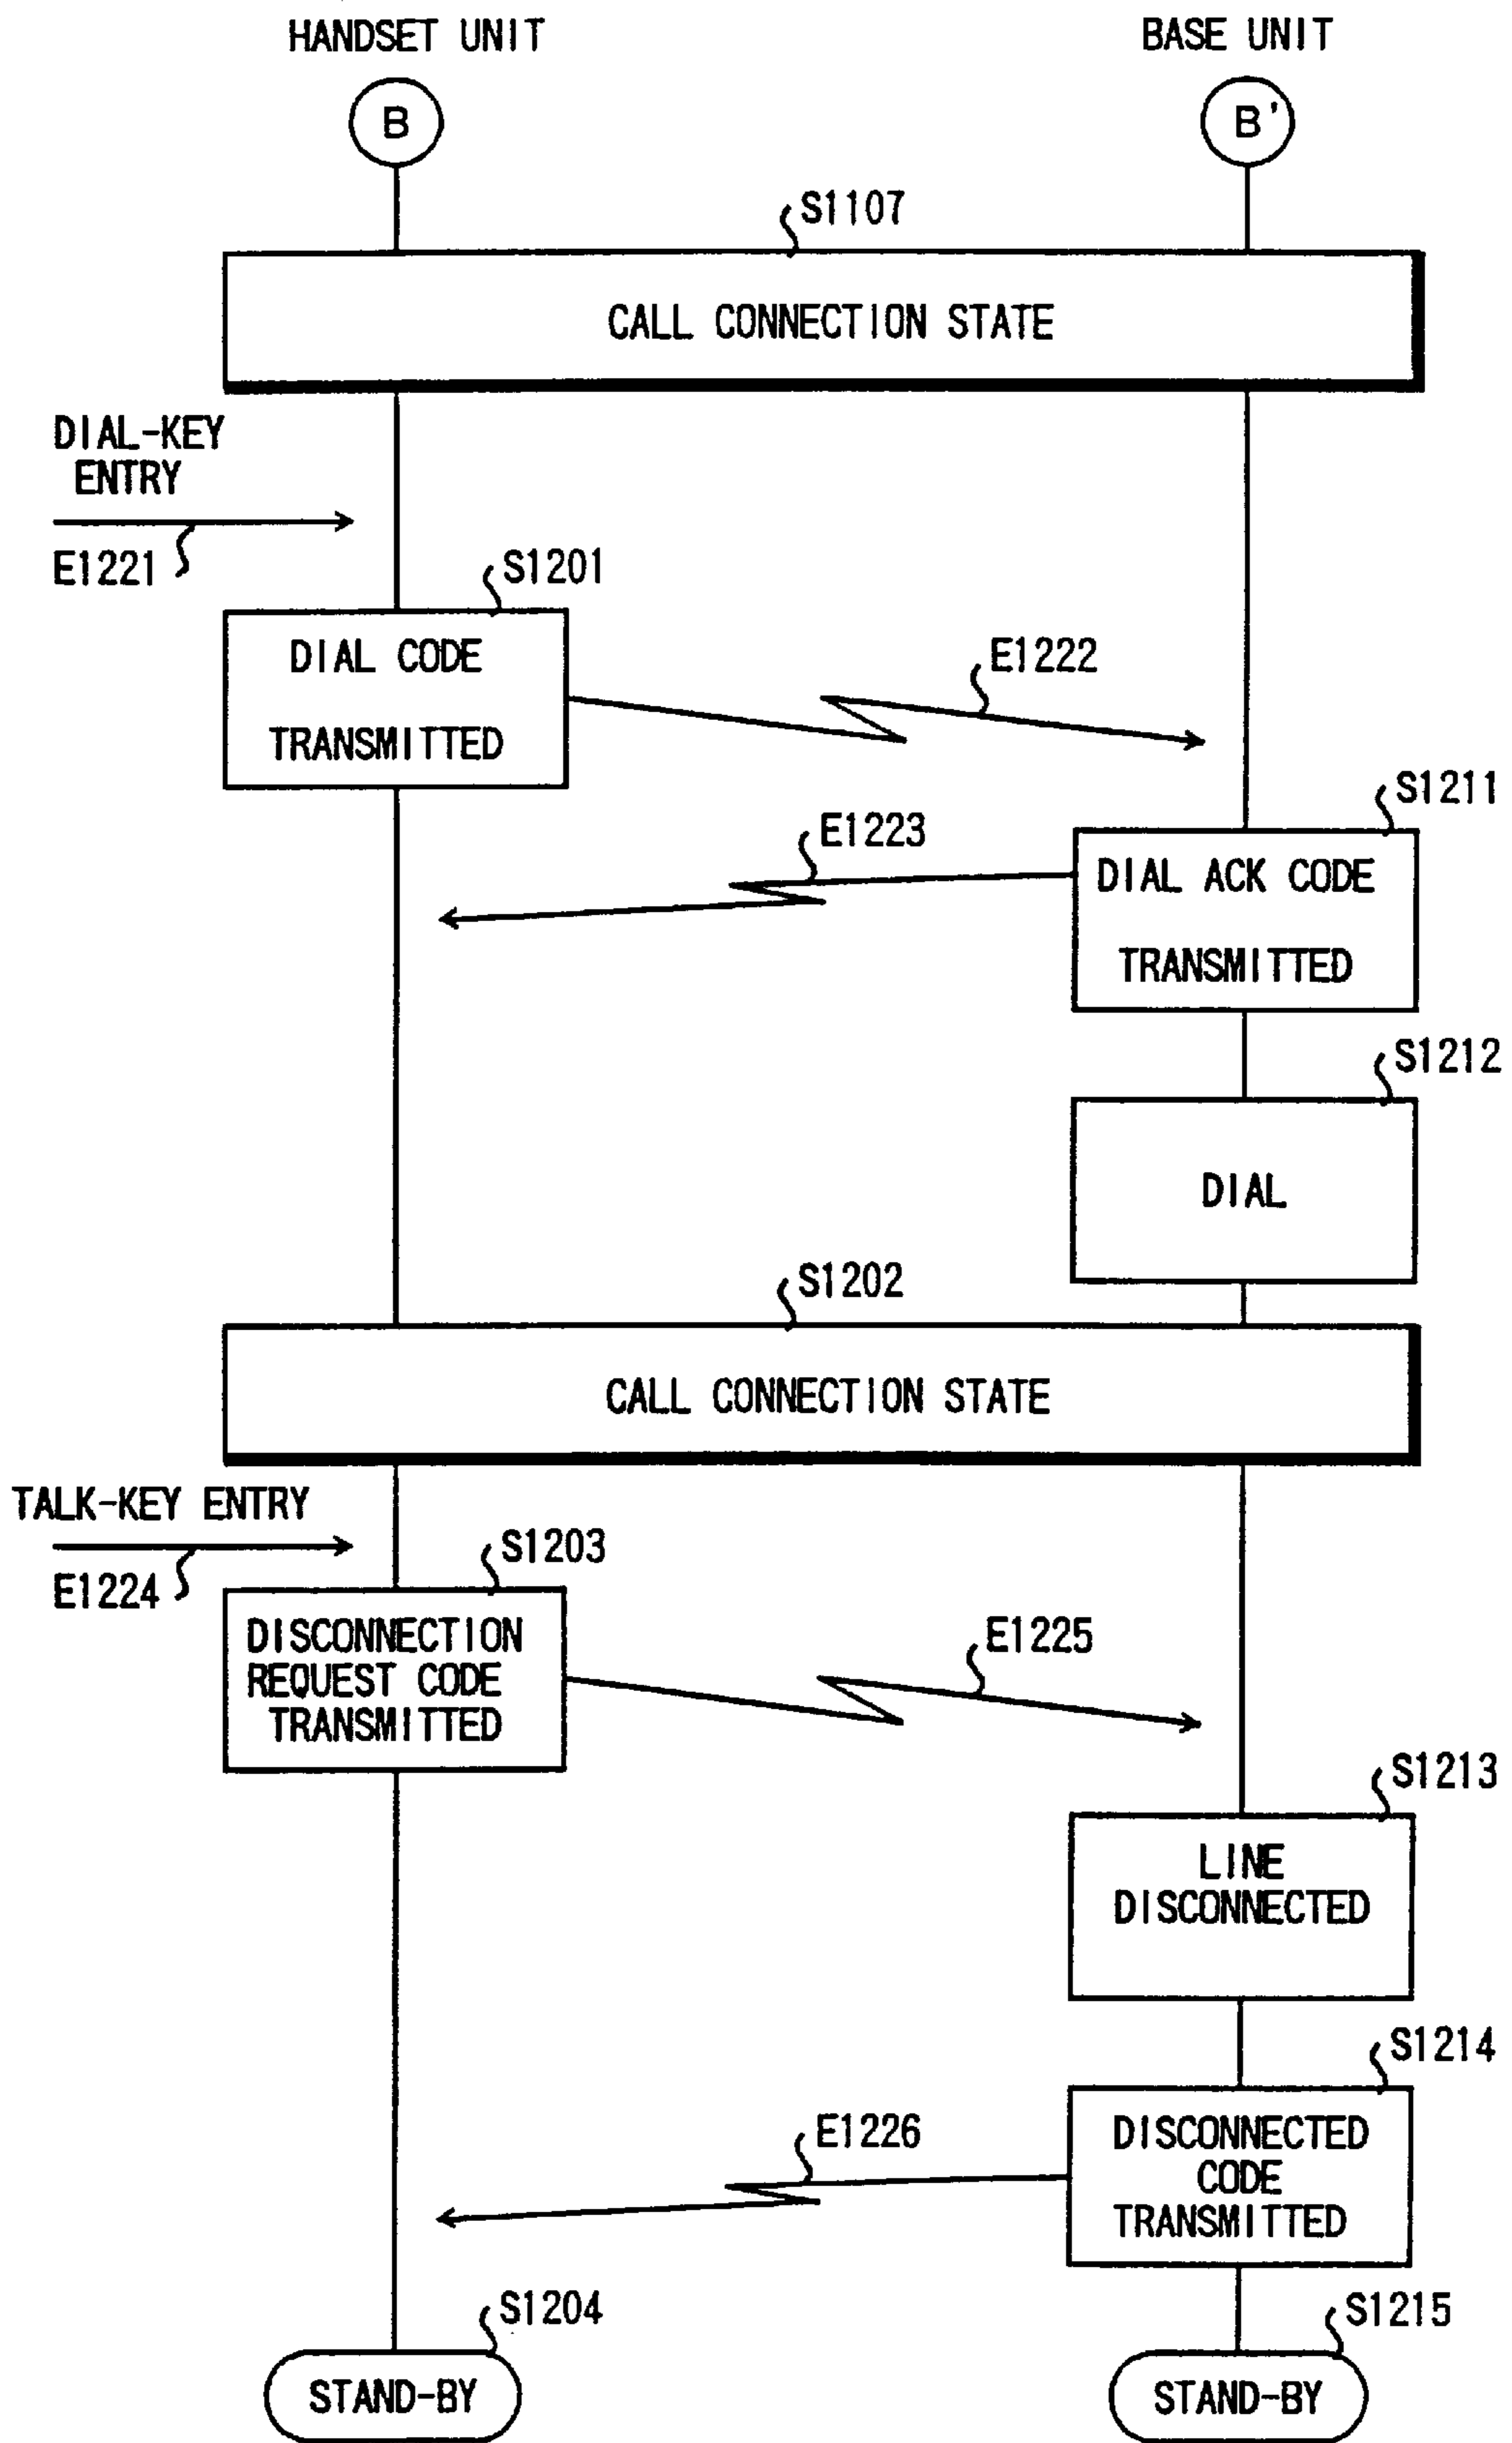 HANDSET UNIT
BASE UNIT
B
B'
S1107
CALL CONNECTION STATE
DIAL-KEY
ENTRY
E1221
S1201
DIAL CODE
TRANSMITTED
E1222
S1211
E1223
DIAL ACK CODE
TRANSMITTED
S1212
DIAL
S1202
CALL CONNECTION STATE
TALK-KEY ENTRY
E1224
S1203
DISCONNECTION
REQUEST CODE
TRANSMITTED
E1225
S1213
LINE
DISCONNECTED
S1214
E1226
DISCONNECTED
CODE
TRANSMITTED
S1204
STAND-BY
S1215
STAND-BY